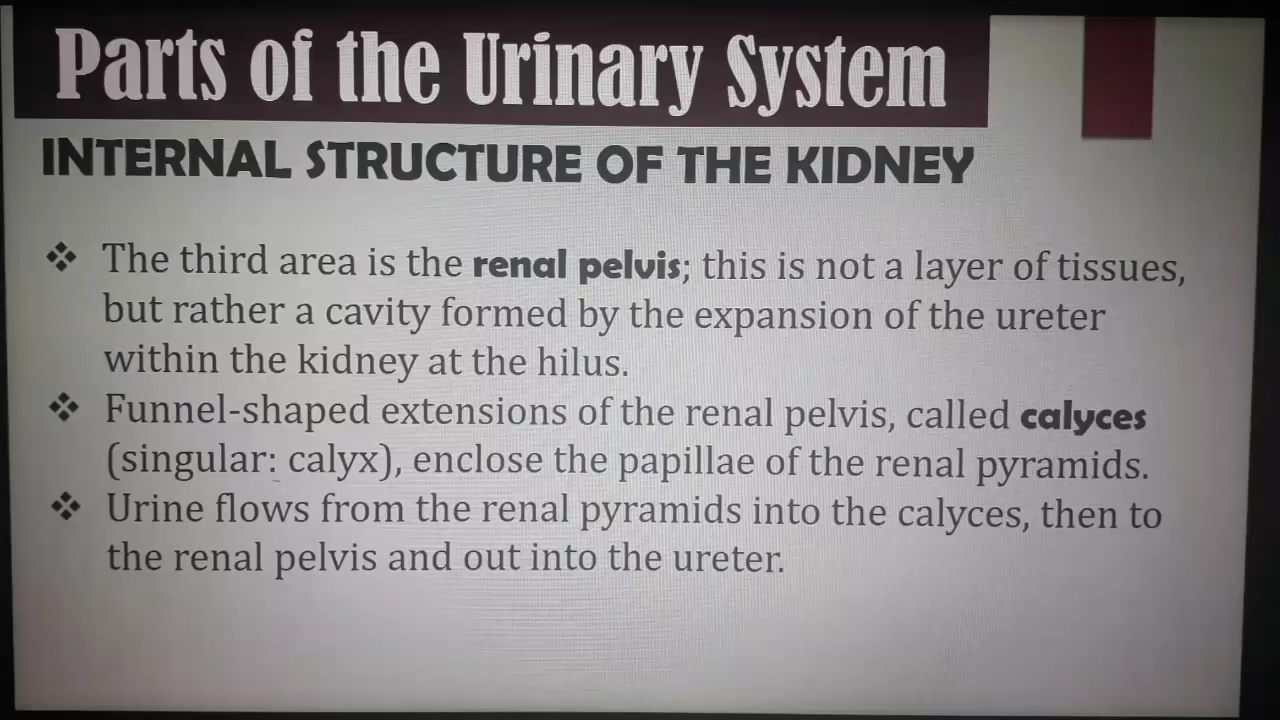 Parts of the Urinary System
INTERNAL STRUCTURE OF THE KIDNEY
❖ The third area is the renal pelvis; this is not a layer of tissues,
but rather a cavity formed by the expansion of the ureter
within the kidney at the hilus.
❖ Funnel-shaped extensions of the renal pelvis, called calyces
(singular: calyx), enclose the papillae of the renal pyramids.
❖ Urine flows from the renal pyramids into the calyces, then to
the renal pelvis and out into the ureter.